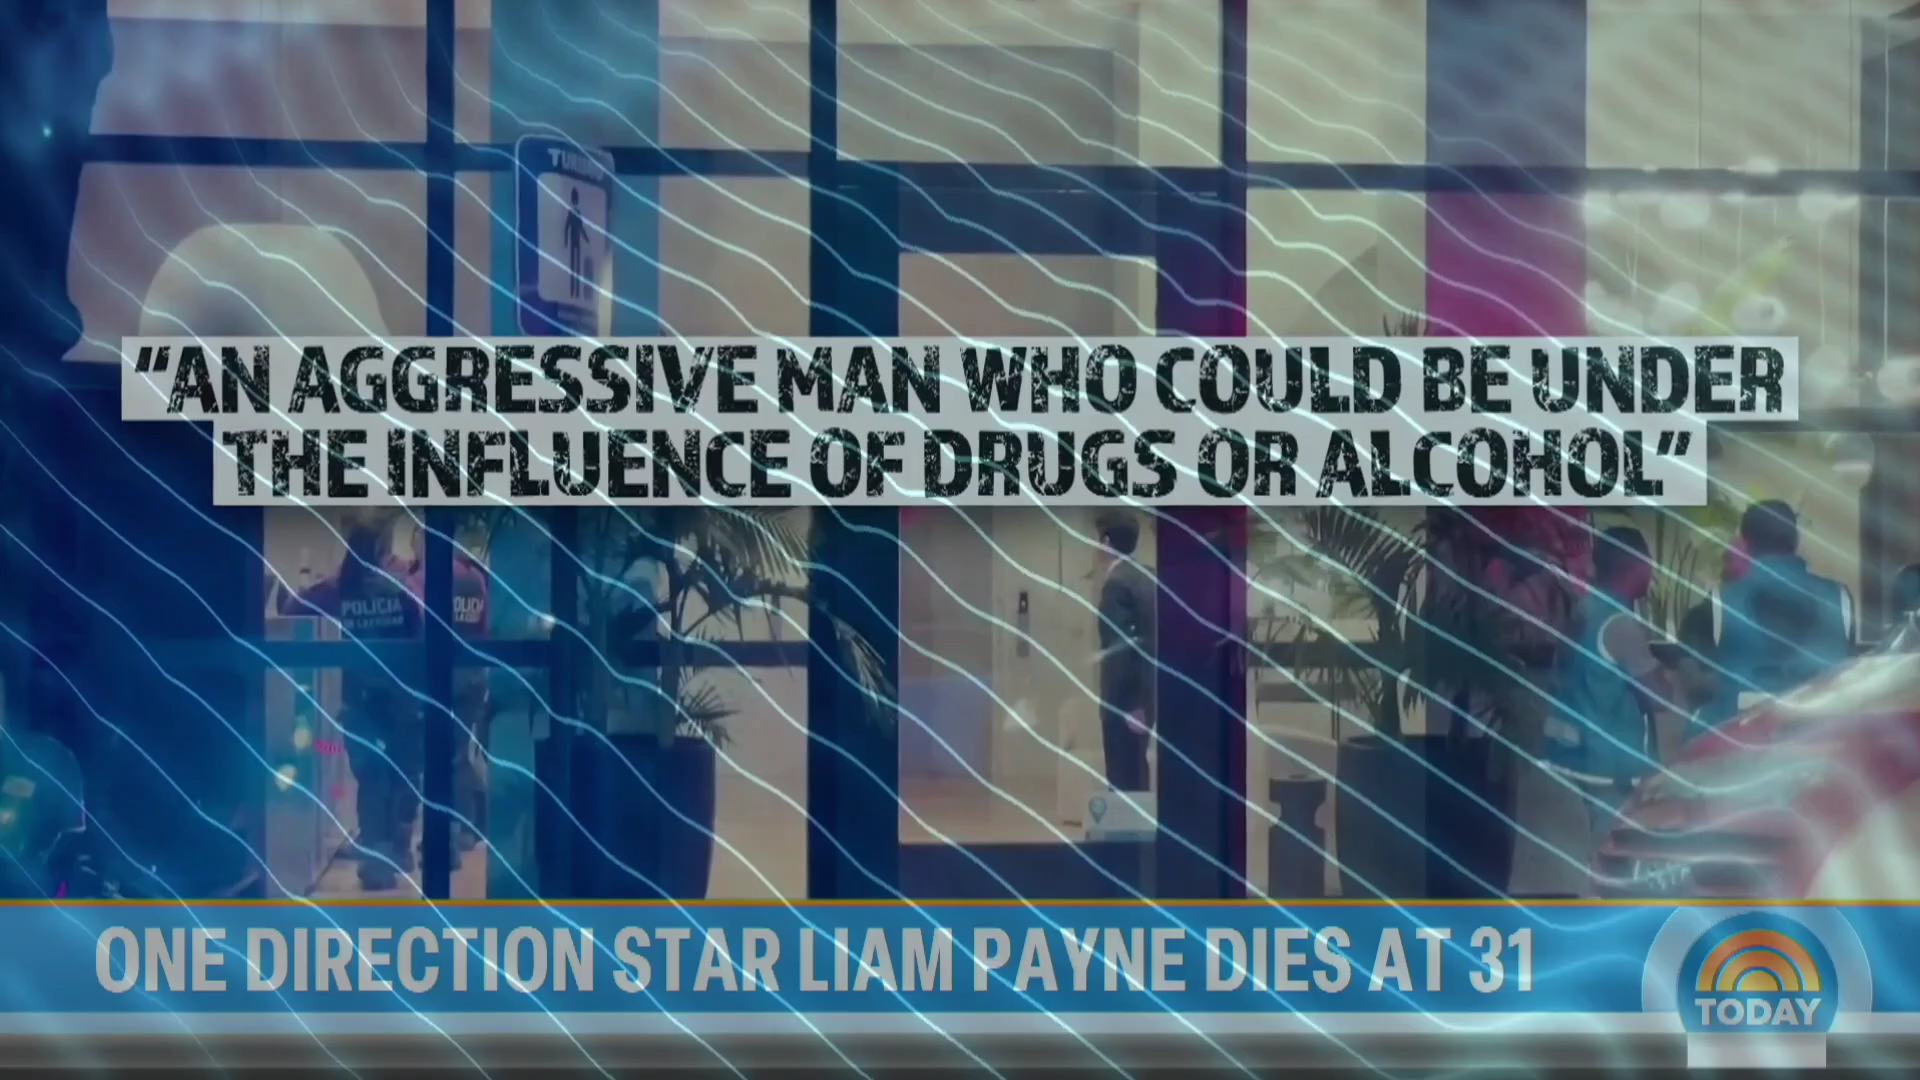 “AN AGGRESSIVE MAN WHO COULD BE UNDER
THE INFLUENCE OF DRUGS OR ALCOHOL”
POLICIA
ONE DIRECTION STAR LIAM PAYNE DIES AT 31
TODAY